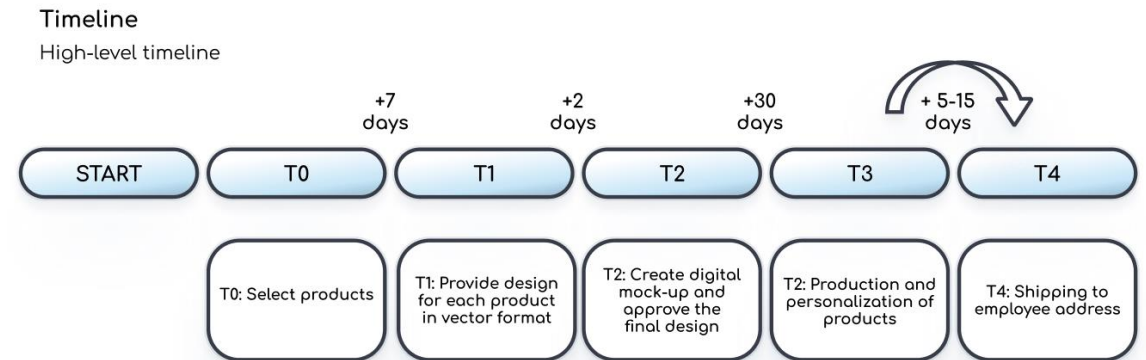 Timeline
High-level timeline
+7
days
+2
days
+30
days
+ 5-15
days
START
T0
T1
T2
T3
T4
T0: Select products
T1: Provide design
for each product
in vector format
T2: Create digital
mock-up and
approve the
final design
T2: Production and
personalization of
products
T4: Shipping to
employee address